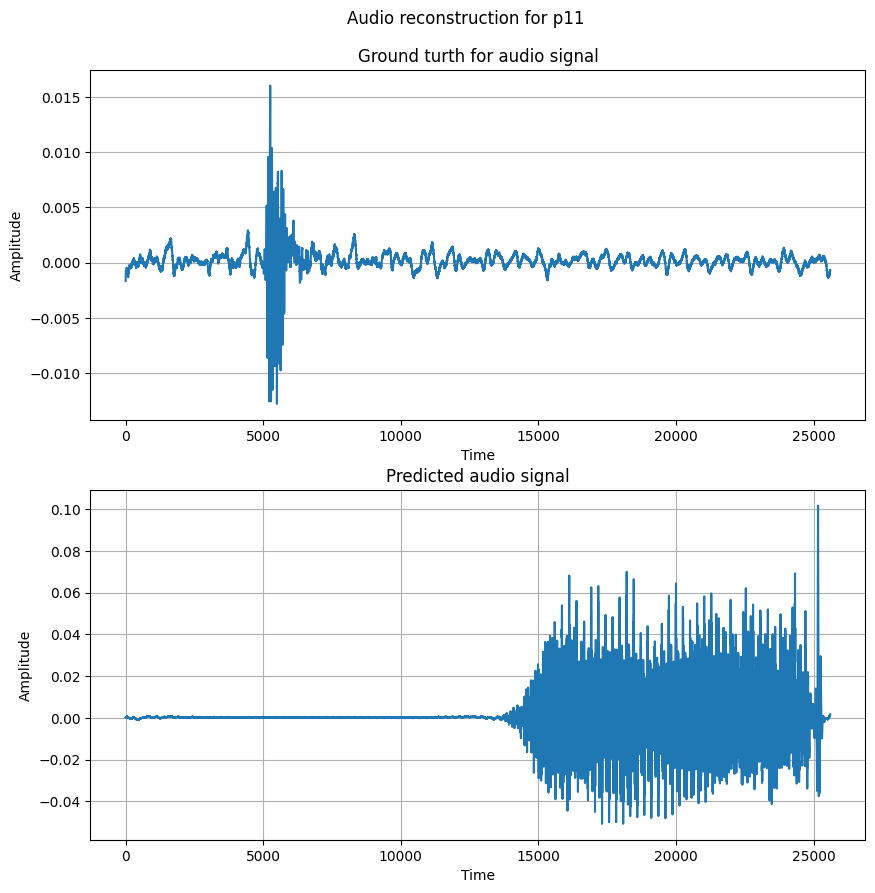 Audio reconstruction for p11
Ground turth for audio signal
0.015
0.010
0.005
0.000
−0.005
−0.010
Amplitude
0 5000 10000 15000 20000 25000
Time
Predicted audio signal
0.10
0.08
0.06
0.04
0.02
0.00
−0.02
−0.04
Amplitude
0 5000 10000 15000 20000 25000
Time